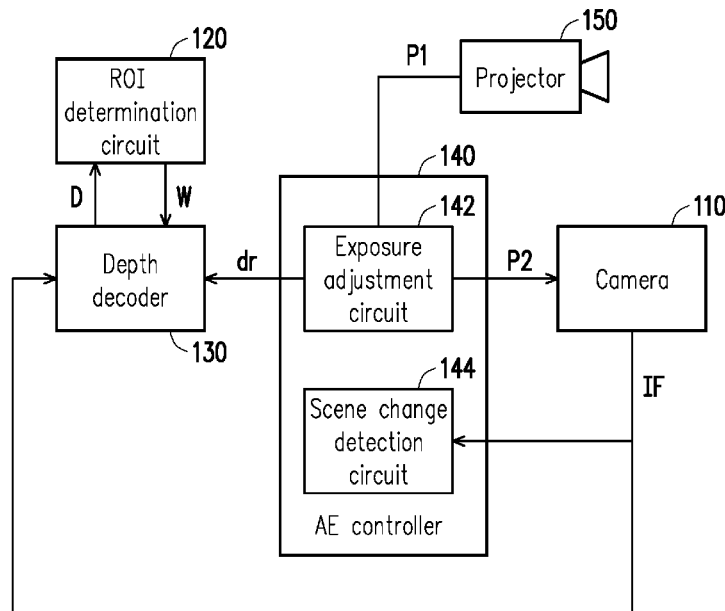 120
ROI
determination
circuit
P1
150
Projector
D
W
140
142
110
Depth
decoder
dr
Exposure
adjustment
circuit
P2
Camera
130
144
IF
Scene change
detection
circuit
AE controller